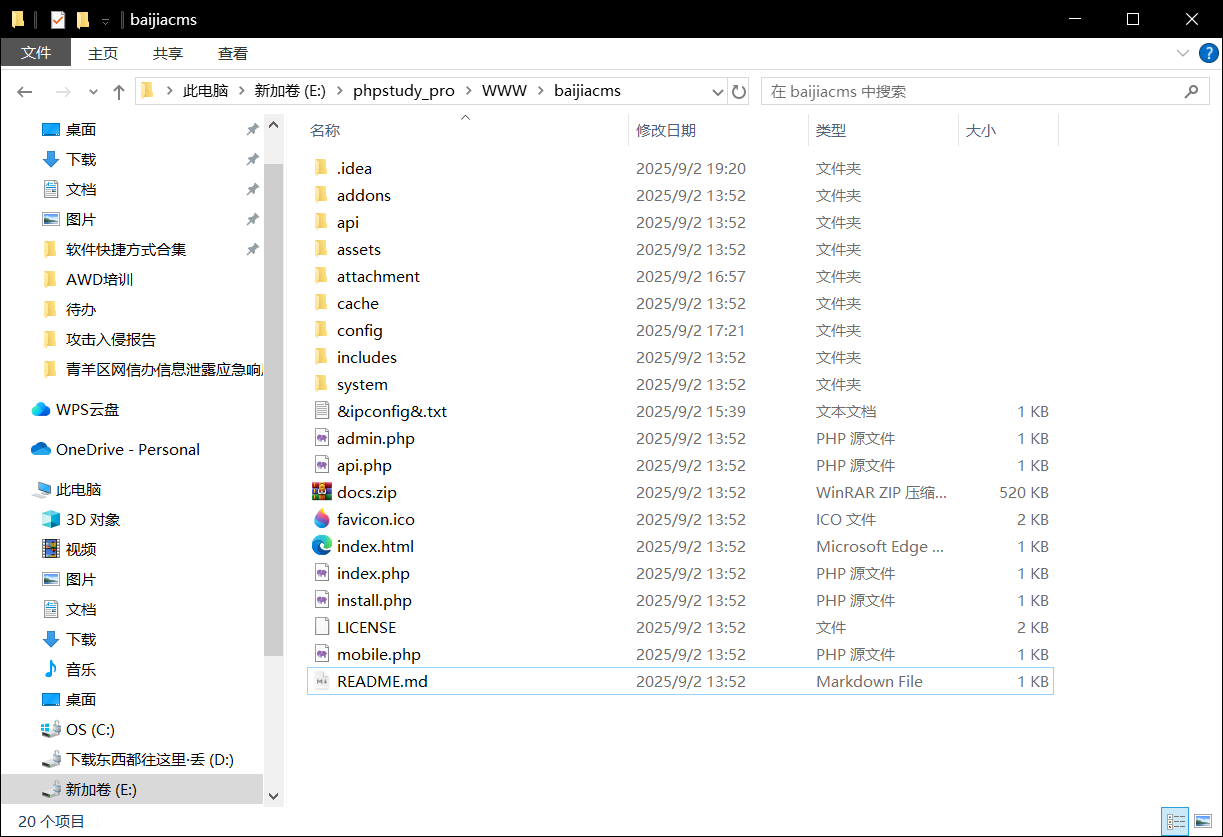 baijiacms
文件 主页 共享 查看
此电脑 新加卷 (E:) phpstudy_pro WWW baijiacms
在 baijiacms 中搜索
桌面
下载
文档
图片
软件快捷方式合集
AWD培训
待办
攻击入侵报告
青羊区网信办信息泄露应急响
WPS云盘
OneDrive - Personal
此电脑
3D 对象
视频
图片
文档
下载
音乐
桌面
OS (C:)
下载东西都往这里·丢 (D:)
新加卷 (E:)
名称 修改日期 类型 大小
.idea 2025/9/2 19:20 文件夹
addons 2025/9/2 13:52 文件夹
api 2025/9/2 13:52 文件夹
assets 2025/9/2 13:52 文件夹
attachment 2025/9/2 16:57 文件夹
cache 2025/9/2 13:52 文件夹
config 2025/9/2 17:21 文件夹
includes 2025/9/2 13:52 文件夹
system 2025/9/2 13:52 文件夹
&ipconfig&.txt 2025/9/2 15:39 文本文档 1 KB
admin.php 2025/9/2 13:52 PHP 源文件 1 KB
api.php 2025/9/2 13:52 PHP 源文件 1 KB
docs.zip 2025/9/2 13:52 WinRAR ZIP 压缩... 520 KB
favicon.ico 2025/9/2 13:52 ICO 文件 2 KB
index.html 2025/9/2 13:52 Microsoft Edge ... 1 KB
index.php 2025/9/2 13:52 PHP 源文件 1 KB
install.php 2025/9/2 13:52 PHP 源文件 1 KB
LICENSE 2025/9/2 13:52 文件 2 KB
mobile.php 2025/9/2 13:52 PHP 源文件 1 KB
README.md 2025/9/2 13:52 Markdown File 1 KB
20 个项目